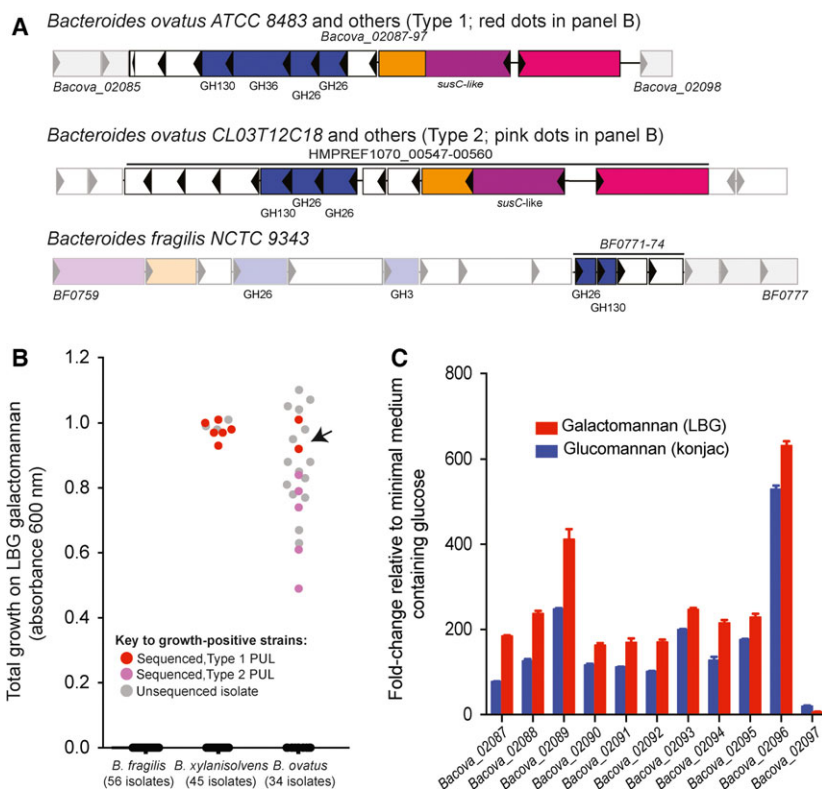 A
Bacteroides ovatus ATCC 8483 and others (Type 1; red dots in panel B)
Bacova_02087-97
Bacova_02085
GH130
GH36
GH26
GH26
susC-like
Bacova_02098
Bacteroides ovatus CL03T12C18 and others (Type 2; pink dots in panel B)
HMPREF1070_00547-00560
GH130
GH26
GH26
susC-like
Bacteroides fragilis NCTC 9343
BF0771-74
BF0759
GH26
GH3
GH26
GH130
BF0777
B
Total growth on LBG galactomannan
(absorbance 600 nm)
1.2
1.0
0.8
0.6
0.4
0.2
0.0
Key to growth-positive strains:
Sequenced,Type 1 PUL
Sequenced,Type 2 PUL
Unsequenced isolate
B. fragilis
(56 isolates)
B. xylanisolvens
(45 isolates)
B. ovatus
(34 isolates)
C
Fold-change relative to minimal medium
containing glucose
800
600
400
200
0
Galactomannan (LBG)
Glucomannan (konjac)
Bacova_02087
Bacova_02088
Bacova_02089
Bacova_02090
Bacova_02091
Bacova_02092
Bacova_02093
Bacova_02094
Bacova_02095
Bacova_02096
Bacova_02097